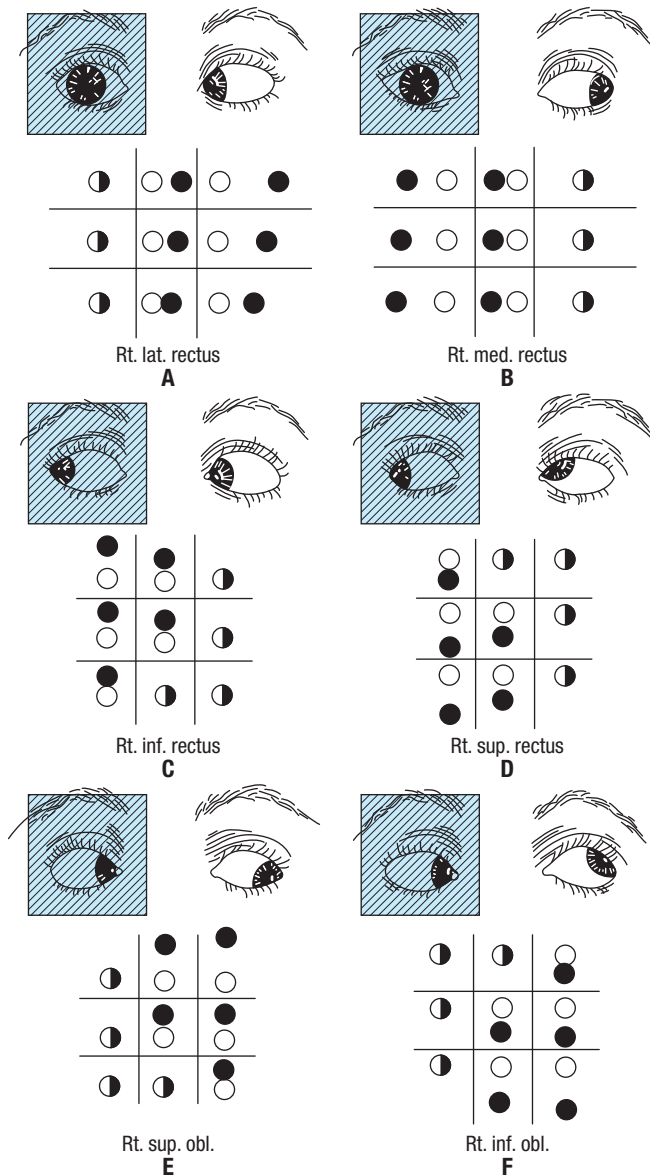 Rt. lat. rectus
A
Rt. med. rectus
B
Rt. inf. rectus
C
Rt. sup. rectus
D
Rt. sup. obl.
E
Rt. inf. obl.
F